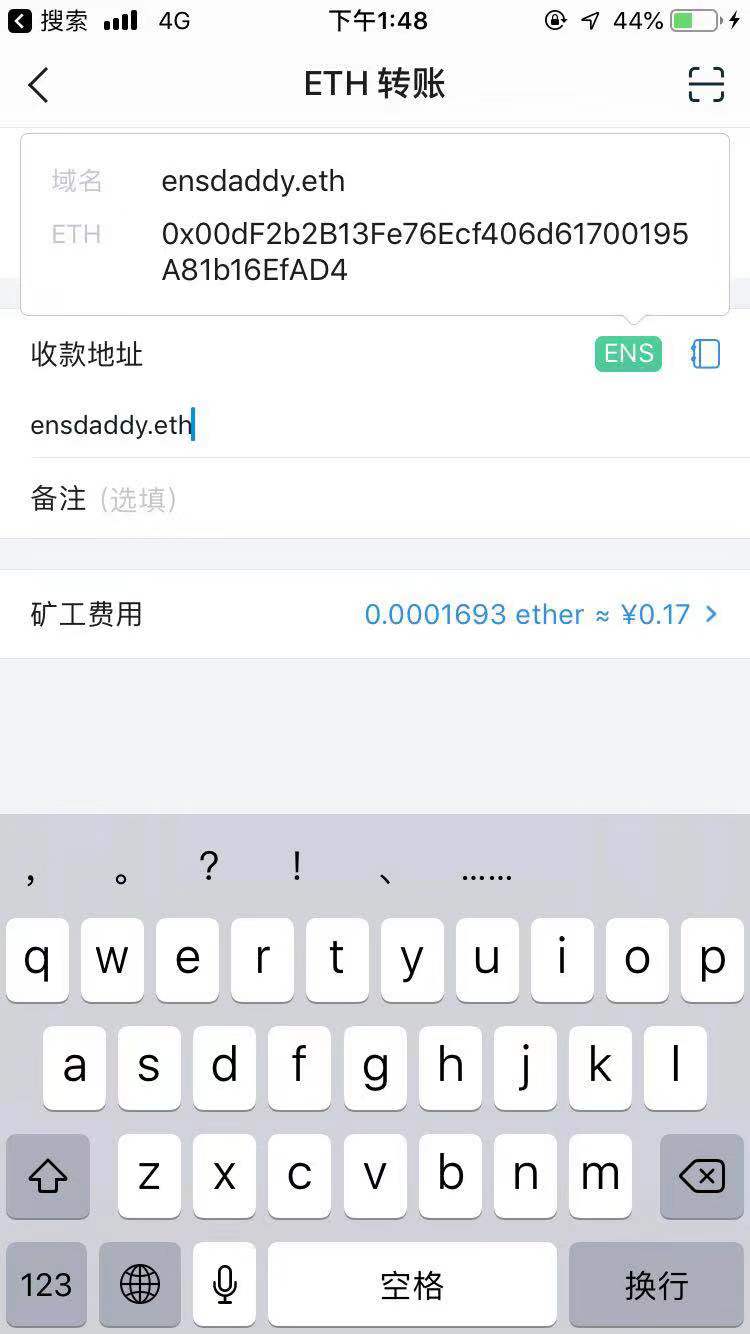 搜索 4G 下午1:48 44%
ETH 转账
域名 ensdaddy.eth
ETH 0x00dF2b2B13Fe76Ecf406d61700195
A81b16EfAD4
收款地址 ENS
ensdaddy.eth
备注 (选填)
矿工费用 0.0001693 ether ≈ ¥0.17
， 。 ? ! 、 ……
q w e r t y u i o p
a s d f g h j k l
z x c v b n m
123 空格 换行